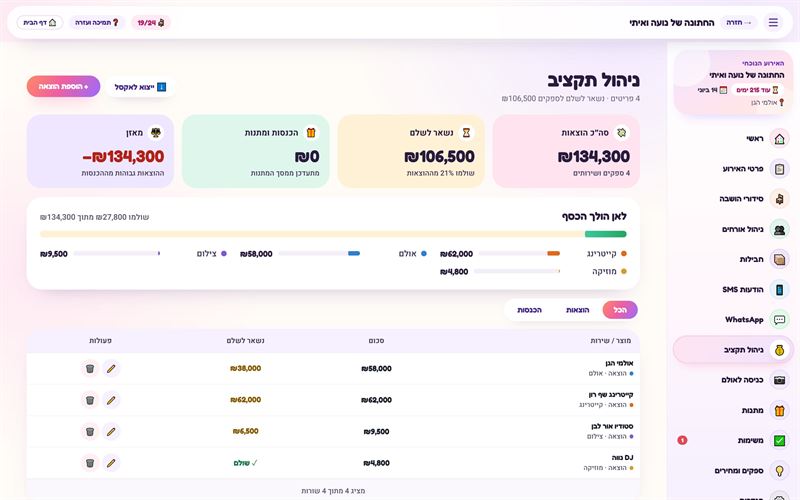 החתונה של נועה ואיתי
→ חזרה
19/24
תמיכה ועזרה
דף הבית
האירוע הנוכחי
החתונה של נועה ואיתי
עוד 215 ימים
14 ביוני
אולמי הגן
ראשי
פרטי האירוע
סידורי הושבה
ניהול אורחים
חבילות
הודעות SMS
WhatsApp
ניהול תקציב
כניסה לאולם
מתנות
משימות
1
ספקים ומחירים
ניהול תקציב
4 פריטים · נשאר לשלם לספקים ₪106,500
ייצוא לאקסל
+ הוספת הוצאה
סה״כ הוצאות
₪134,300
4 ספקים ושירותים
נשאר לשלם
₪106,500
שולמו 21% מההוצאות
הכנסות ומתנות
₪0
מתעדכן ממסך המתנות
מאזן
−₪134,300
ההוצאות גבוהות מההכנסות
לאן הולך הכסף
שולמו ₪27,800 מתוך ₪134,300
קייטרינג
₪62,000
אולם
₪58,000
צילום
₪9,500
מוזיקה
₪4,800
הכל
הוצאות
הכנסות
מוצר / שירות
סכום
נשאר לשלם
פעולות
אולמי הגן
הוצאה · אולם
₪58,000
₪38,000
קייטרינג שף רון
הוצאה · קייטרינג
₪62,000
₪62,000
סטודיו אור לבן
הוצאה · צילום
₪9,500
₪6,500
DJ נווה
הוצאה · מוזיקה
₪4,800
✓ שולם
מציג 4 מתוך 4 שורות